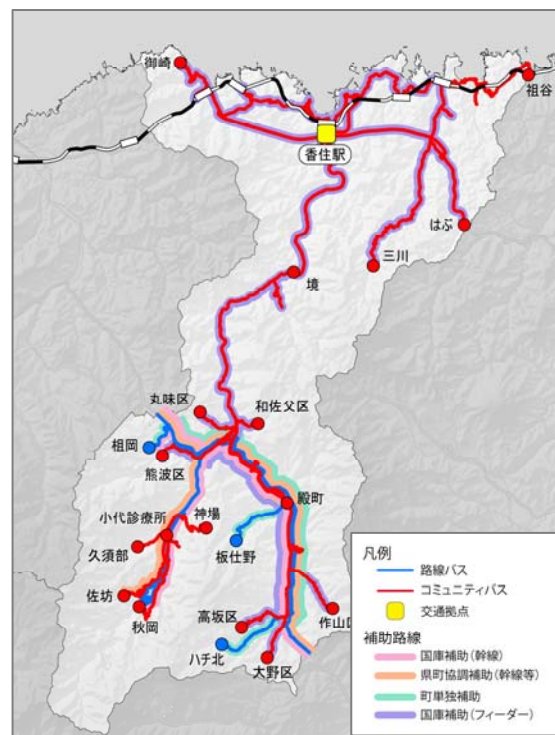 御崎
祖谷
香住駅
はぶ
三川
境
丸味区
和佐父区
柤岡
熊波区
殿町
小代診療所
神場
久須部
板仕野
佐坊
秋岡
高坂区
作山
ハチ北
大野区
凡例
路線バス
コミュニティバス
交通拠点
補助路線
国庫補助(幹線)
県町協調補助(幹線等)
町単独補助
国庫補助(フィーダー)